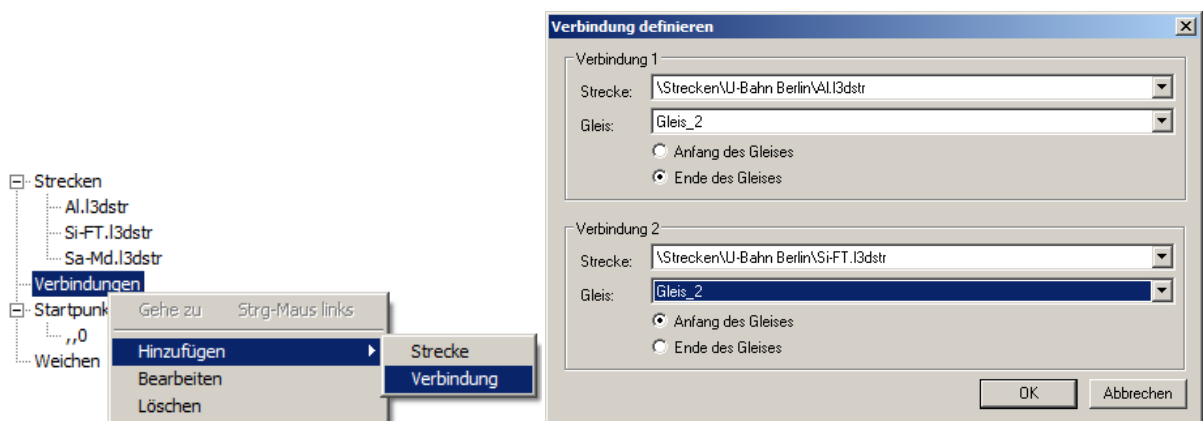 Strecken
Al.l3dstr
Si-FT.l3dstr
Sa-Md.l3dstr
Verbindungen
Startpunk
,,0
Weichen
Gehe zu Strg-Maus links
Hinzufügen
Bearbeiten
Löschen
Strecke
Verbindung
Verbindung definieren
Verbindung 1
Strecke: \Strecken\U-Bahn Berlin\Al.l3dstr
Gleis: Gleis_2
Anfang des Gleises
Ende des Gleises
Verbindung 2
Strecke: \Strecken\U-Bahn Berlin\Si-FT.l3dstr
Gleis: Gleis_2
Anfang des Gleises
Ende des Gleises
OK Abbrechen